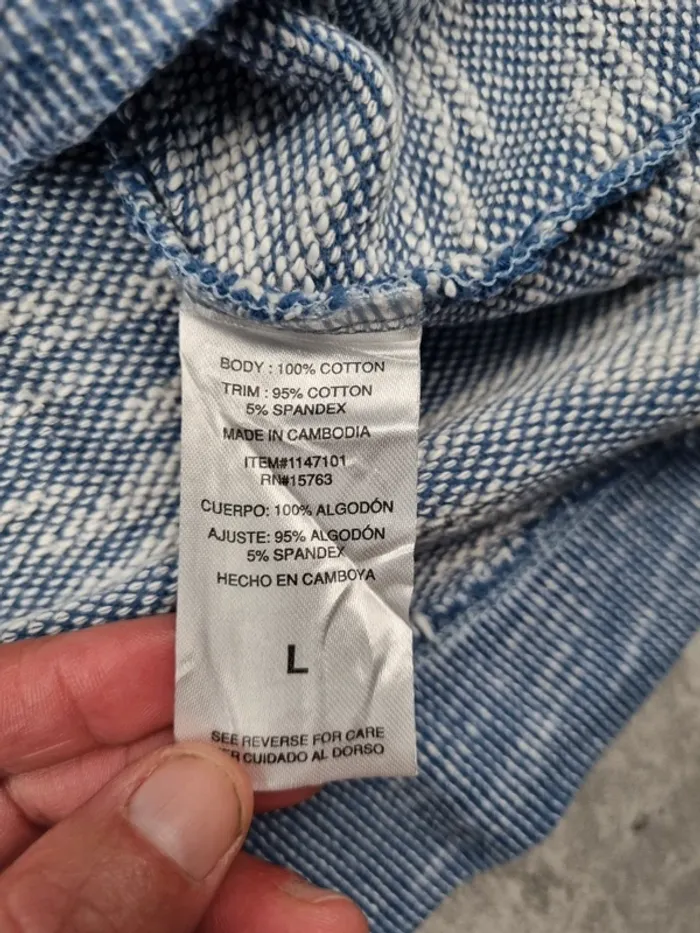 BODY : 100% COTTON
TRIM : 95% COTTON
5% SPANDEX
MADE IN CAMBODIA
ITEM#1147101
RN#15763
CUERPO: 100% ALGODÓN
AJUSTE: 95% ALGODÓN
5% SPANDEX
HECHO EN CAMBOYA
L
SEE REVERSE FOR CARE
CUIDADO AL DORSO